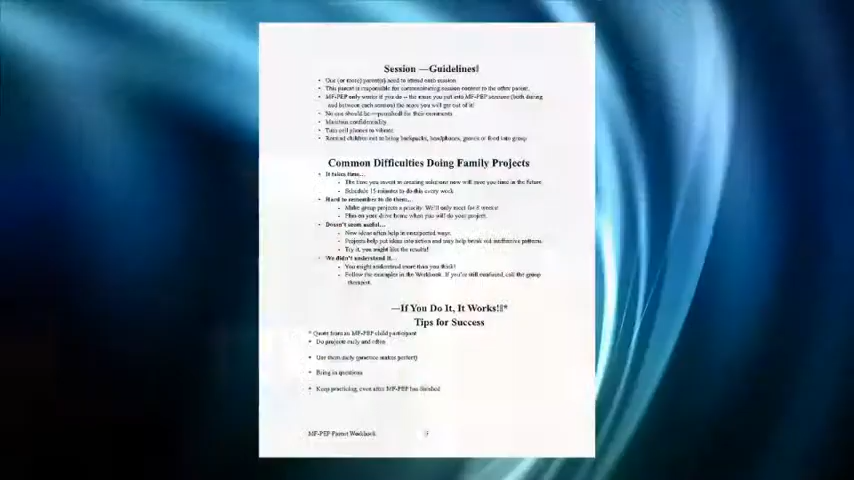 Session —Guidelines‖
• One (or more) parent(s) need to attend each session.
• This parent is responsible for communicating session content to the other parent.
• MF-PEP only works if you do – the more you put into MF-PEP sessions (both during
and between each session) the more you will get out of it!
• No one should be —punished‖ for their comments
• Maintain confidentiality
• Turn cell phones to vibrate
• Remind children not to bring backpacks, headphones, games or food into group
Common Difficulties Doing Family Projects
• It takes time…
- The time you invest in creating solutions now will save you time in the future.
- Schedule 15 minutes to do this every week
• Hard to remember to do them…
- Make group projects a priority. We'll only meet for 8 weeks!
- Plan on your drive home when you will do your project.
• Doesn't seem useful…
- New ideas often help in unexpected ways.
- Projects help put ideas into action and may help break old ineffective patterns.
- Try it, you might like the results!
• We didn't understand it…
- You might understand more than you think!
- Follow the examples in the Workbook. If you're still confused, call the group
therapist.
—If You Do It, It Works!‖*
Tips for Success
* Quote from an MF-PEP child participant
• Do projects early and often
• Use them daily (practice makes perfect)
• Bring in questions
• Keep practicing, even after MF-PEP has finished
MF-PEP Parent Workbook